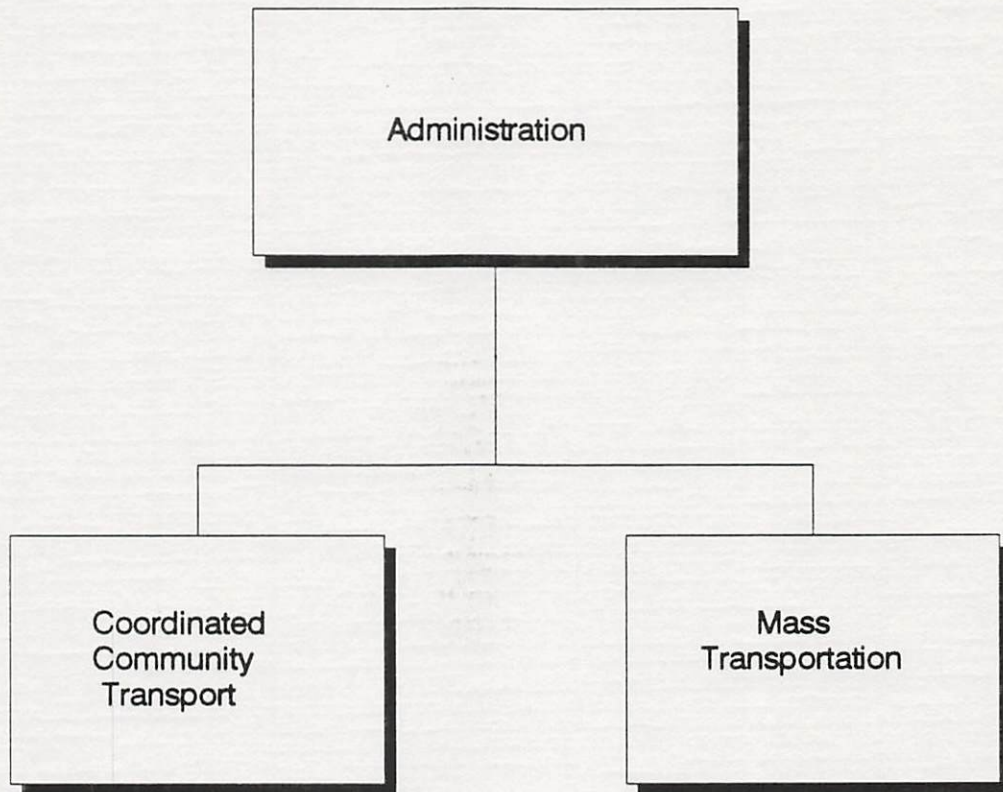 Administration
Coordinated
Community
Transport
Mass
Transportation